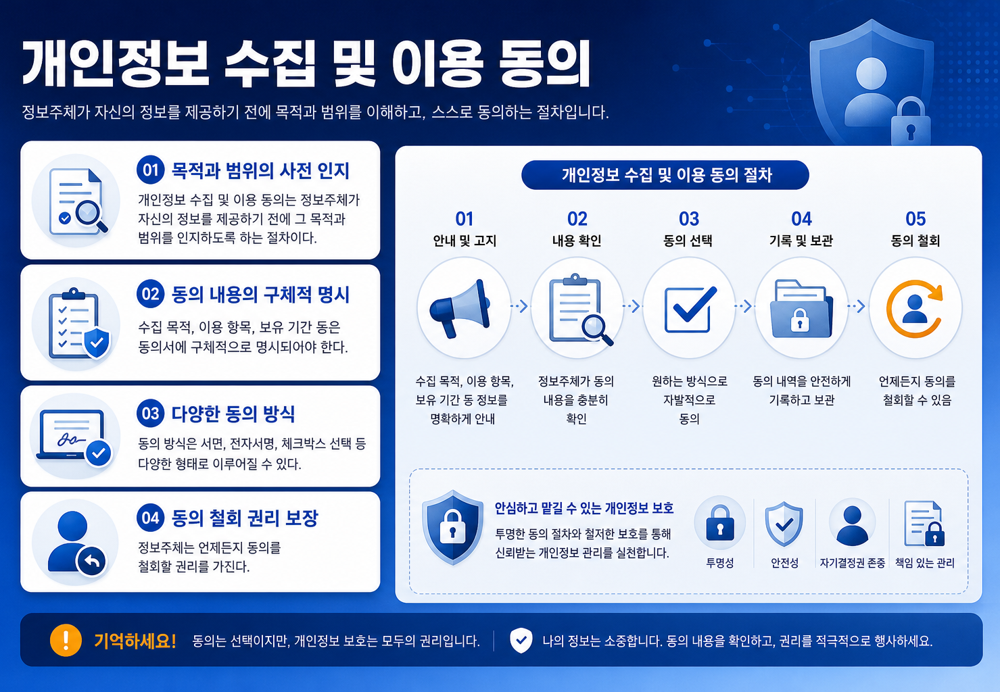 개인정보 수집 및 이용 동의
정보주체가 자신의 정보를 제공하기 전에 목적과 범위를 이해하고, 스스로 동의하는 절차입니다.
01 목적과 범위의 사전 인지
개인정보 수집 및 이용 동의는 정보주체가
자신의 정보를 제공하기 전에 그 목적과
범위를 인지하도록 하는 절차이다.
02 동의 내용의 구체적 명시
수집 목적, 이용 항목, 보유 기간 동은
동의서에 구체적으로 명시되어야 한다.
03 다양한 동의 방식
동의 방식은 서면, 전자서명, 체크박스 선택 등
다양한 형태로 이루어질 수 있다.
04 동의 철회 권리 보장
정보주체는 언제든지 동의를
철회할 권리를 가진다.
개인정보 수집 및 이용 동의 절차
01
안내 및 고지
수집 목적, 이용 항목,
보유 기간 동 정보를
명확하게 안내
02
내용 확인
정보주체가 동의
내용을 충분히
확인
03
동의 선택
원하는 방식으로
자발적으로
동의
04
기록 및 보관
동의 내역을 안전하게
기록하고 보관
05
동의 철회
언제든지 동의를
철회할 수 있음
안심하고 맡길 수 있는 개인정보 보호
투명한 동의 절차와 철저한 보호를 통해
신뢰받는 개인정보 관리를 실천합니다.
투명성
안전성
자기결정권 존중
책임 있는 관리
기억하세요!
동의는 선택이지만, 개인정보 보호는 모두의 권리입니다.
나의 정보는 소중합니다. 동의 내용을 확인하고, 권리를 적극적으로 행사하세요.